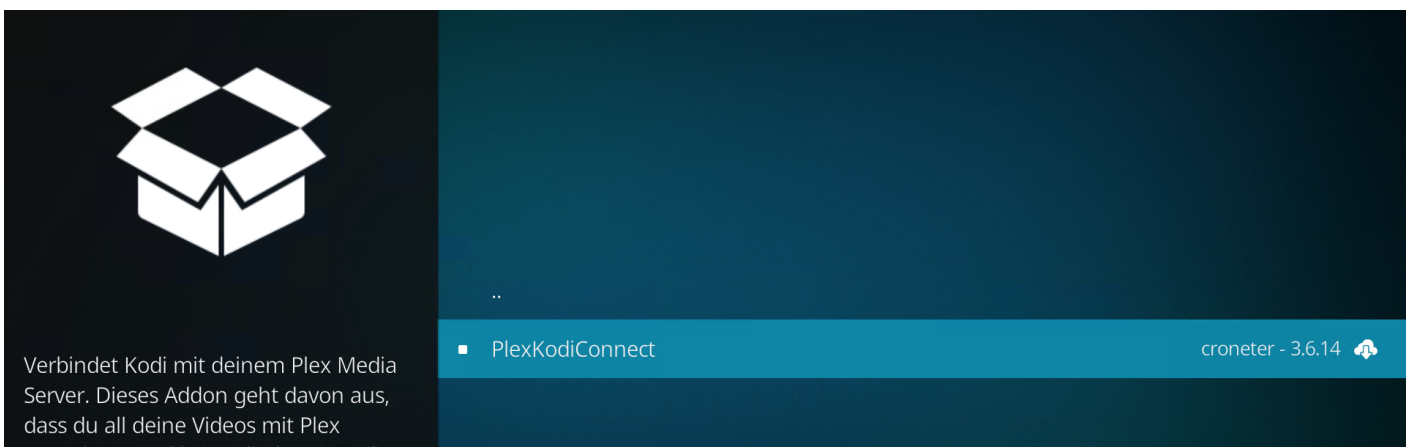 ..
PlexKodiConnect
croneter - 3.6.14
Verbindet Kodi mit deinem Plex Media
Server. Dieses Addon geht davon aus,
dass du all deine Videos mit Plex